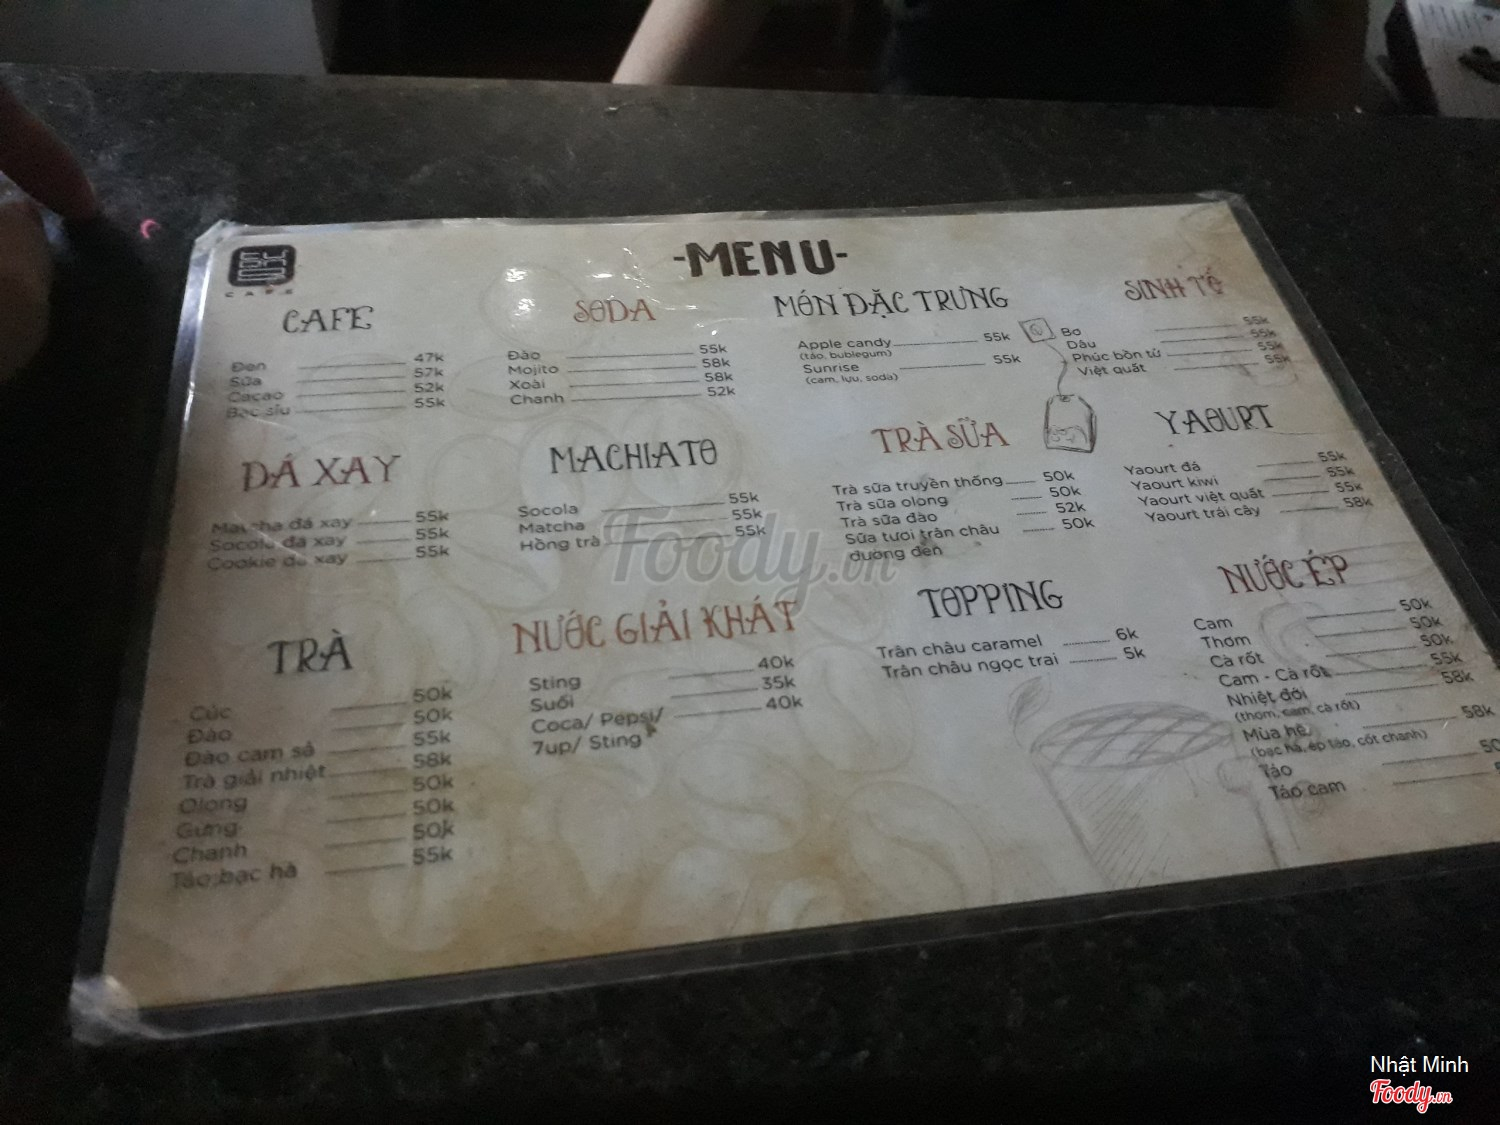 CAFE
-MENU-
CAFE
Đen 47k
Sữa 57k
Cacao 52k
Bạc sỉu 55k
SODA
Đào 55k
Mojito 58k
Xoài 58k
Chanh 52k
MÓN ĐẶC TRƯNG
Apple candy 55k
(táo, bublegum)
Sunrise 55k
(cam, lựu, soda)
SINH TỐ
Bơ 55k
Dâu 55k
Phúc bồn tử 55k
Việt quất 55k
ĐÁ XAY
Matcha đá xay 55k
Socola đá xay 55k
Cookie đá xay 55k
MACHIATO
Socola 55k
Matcha 55k
Hồng trà 55k
TRÀ SỮA
Trà sữa truyền thống 50k
Trà sữa olong 50k
Trà sữa đào 52k
Sữa tươi trân châu 50k
đường đen
YAOURT
Yaourt đá 55k
Yaourt kiwi 55k
Yaourt việt quất 55k
Yaourt trái cây 58k
TRÀ
Cúc 50k
Đào 50k
Đào cam sả 55k
Trà giải nhiệt 58k
Olong 50k
Gừng 50k
Chanh 50k
Táo bạc hà 55k
NƯỚC GIẢI KHÁT
Sting 40k
Suối 35k
Coca/ Pepsi/ 40k
7up/ Sting
TOPPING
Trân châu caramel 6k
Trân châu ngọc trai 5k
NƯỚC ÉP
Cam 50k
Thơm 50k
Cà rốt 50k
Cam - Cà rốt 55k
Nhiệt đới 58k
(thơm, cam, cà rốt)
Mùa hè 58k
(bạc hà, ép táo, cốt chanh)
Táo 50
Táo cam
Foody.vn
Nhật Minh
Foody.vn